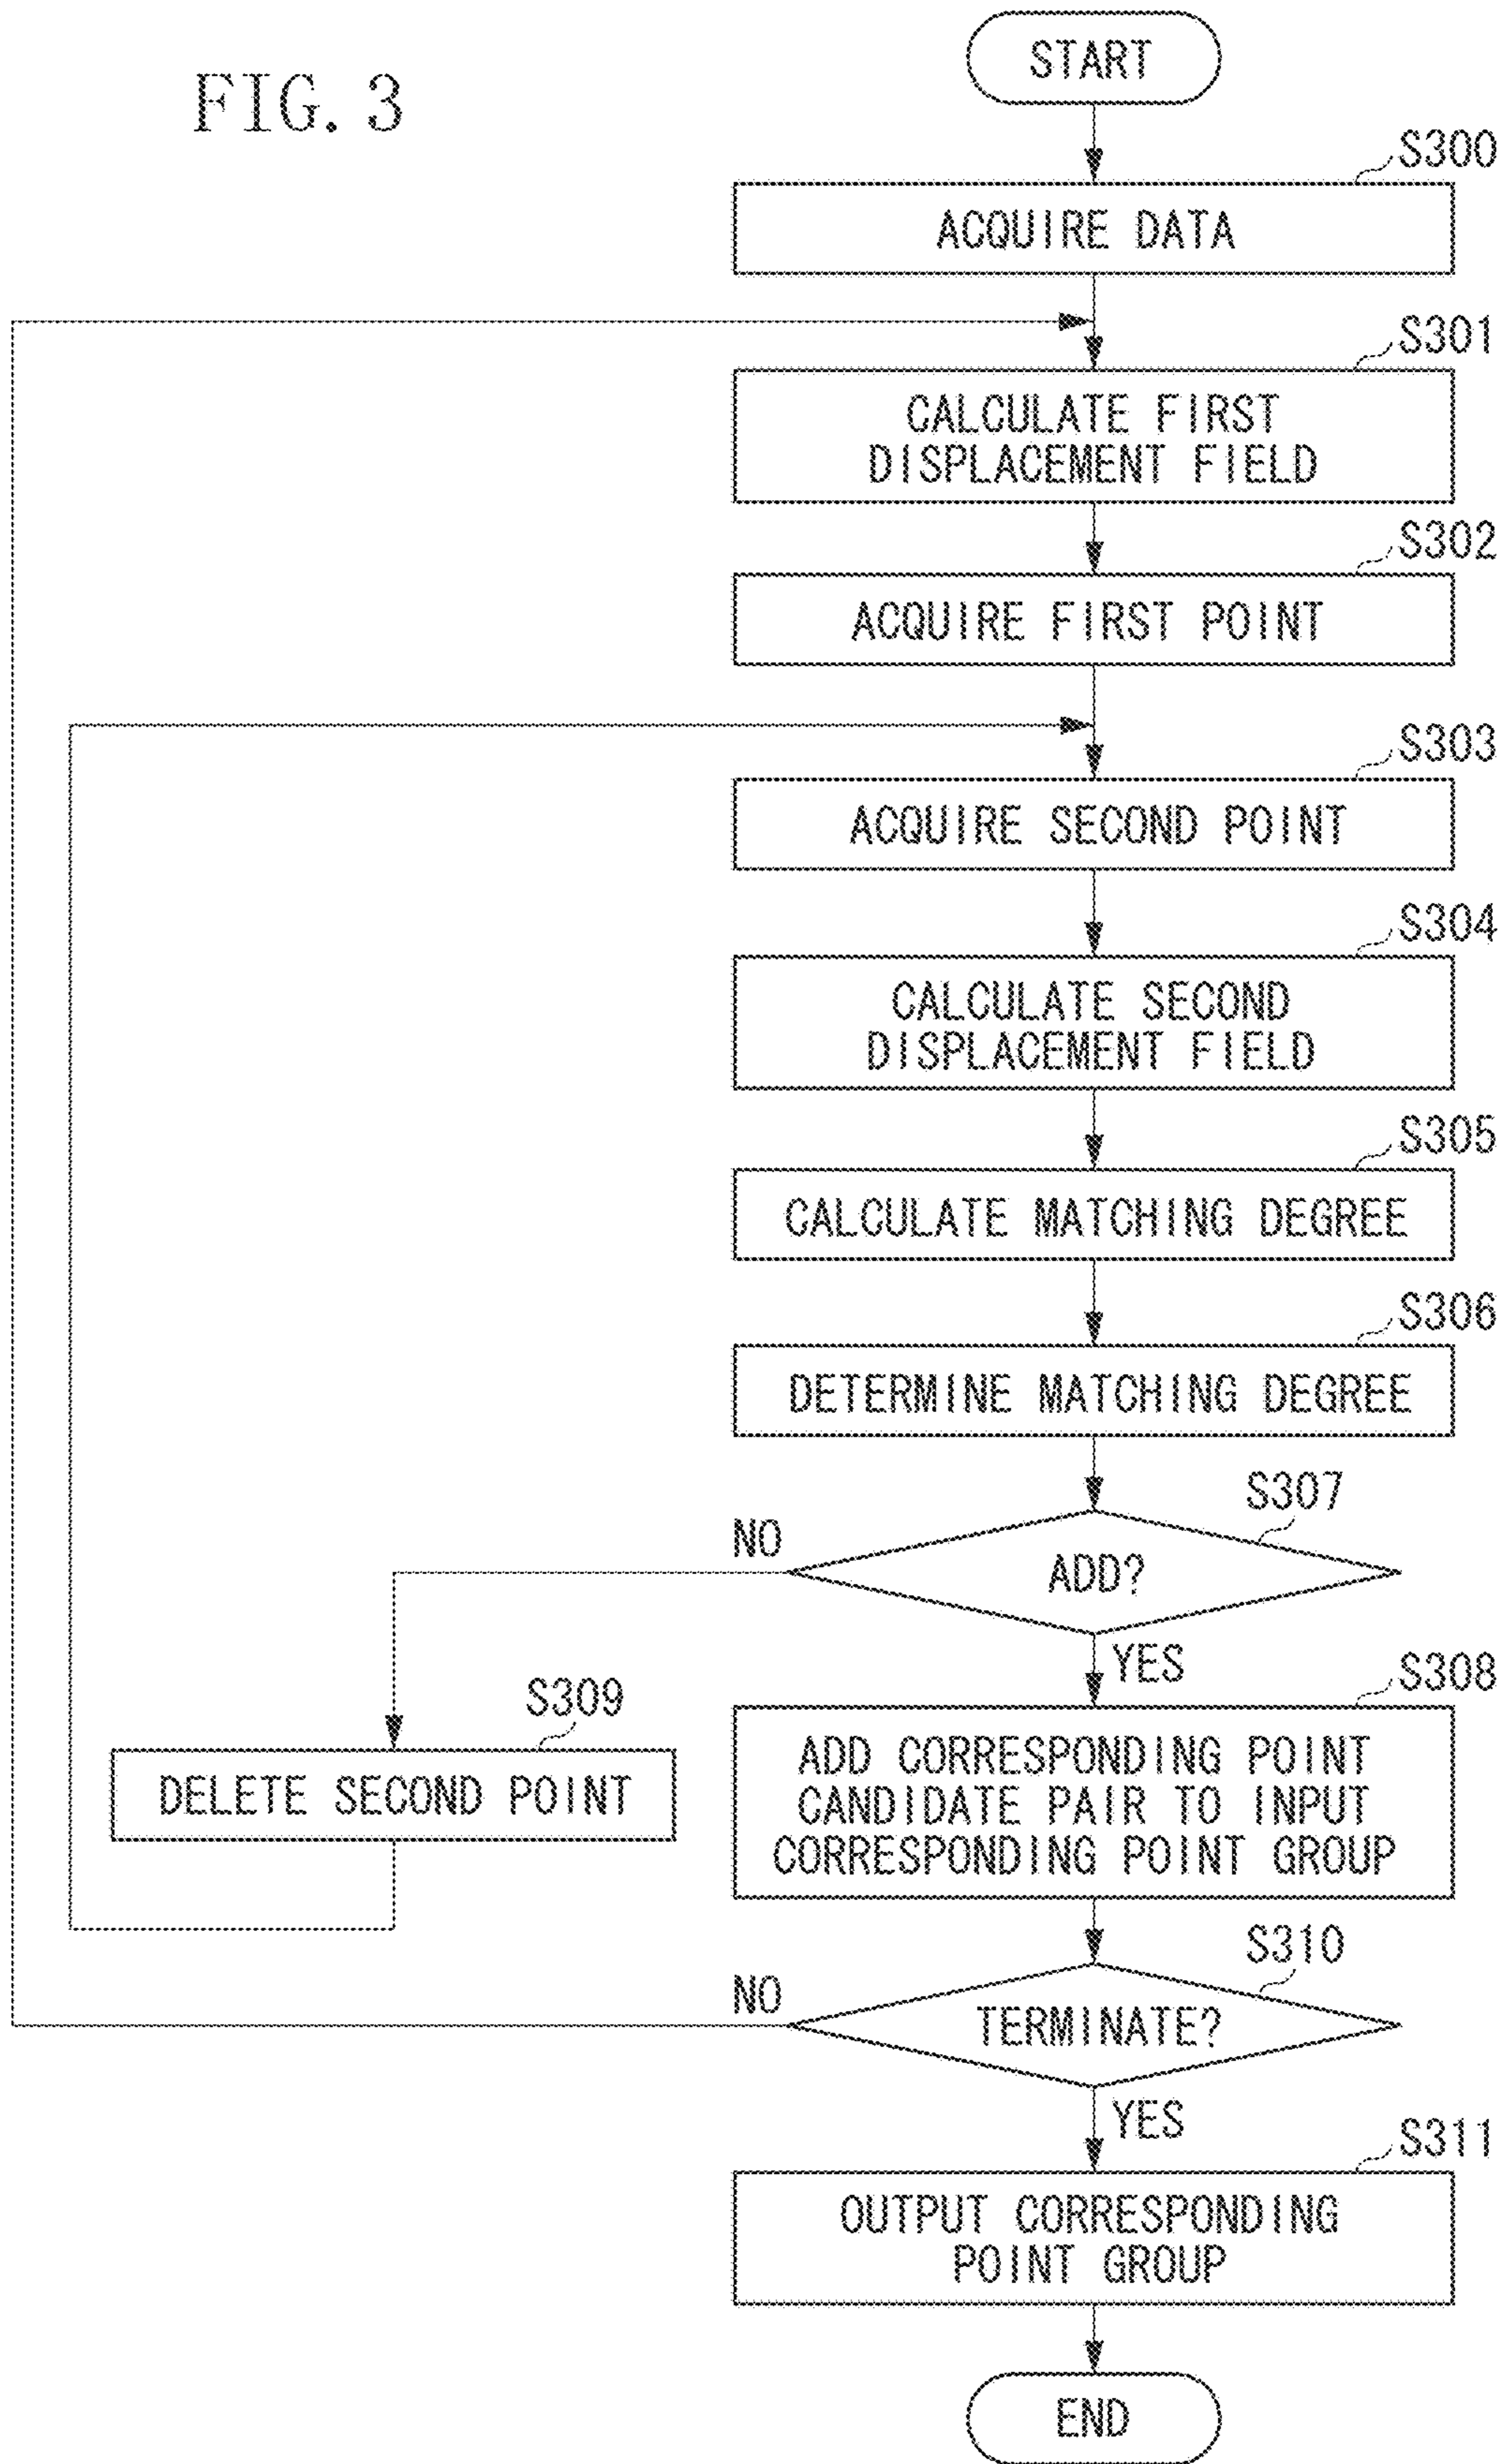 FIG. 3
START
S300
ACQUIRE DATA
S301
CALCULATE FIRST
DISPLACEMENT FIELD
S302
ACQUIRE FIRST POINT
S303
ACQUIRE SECOND POINT
S304
CALCULATE SECOND
DISPLACEMENT FIELD
S305
CALCULATE MATCHING DEGREE
S306
DETERMINE MATCHING DEGREE
S307
NO
ADD?
YES
S308
ADD CORRESPONDING POINT
CANDIDATE PAIR TO INPUT
CORRESPONDING POINT GROUP
S309
DELETE SECOND POINT
S310
NO
TERMINATE?
YES
S311
OUTPUT CORRESPONDING
POINT GROUP
END